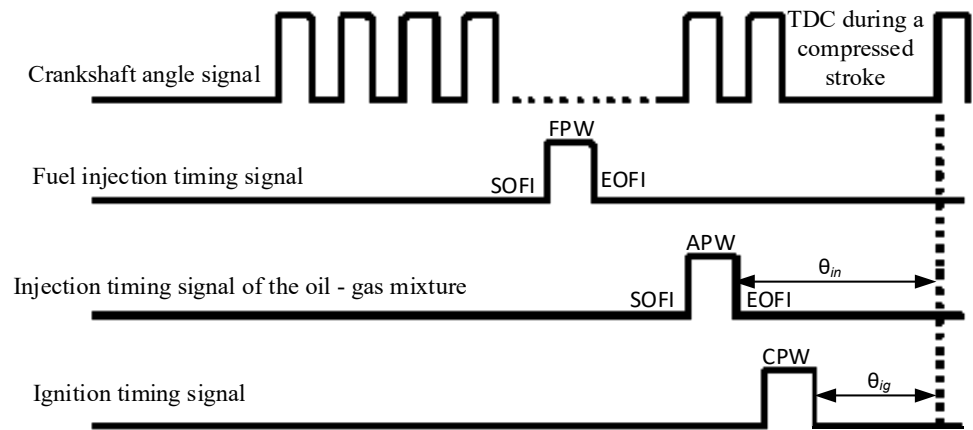 TDC during a
compressed
stroke
Crankshaft angle signal
FPW
Fuel injection timing signal
SOFI
EOFI
APW
θin
Injection timing signal of the oil - gas mixture
SOFI
EOFI
CPW
Ignition timing signal
θig